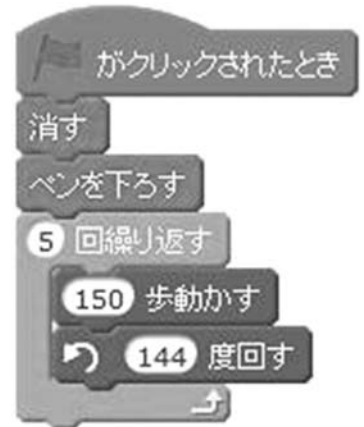 がクリックされたとき
消す
ペンを下ろす
5 回繰り返す
150 歩動かす
144 度回す